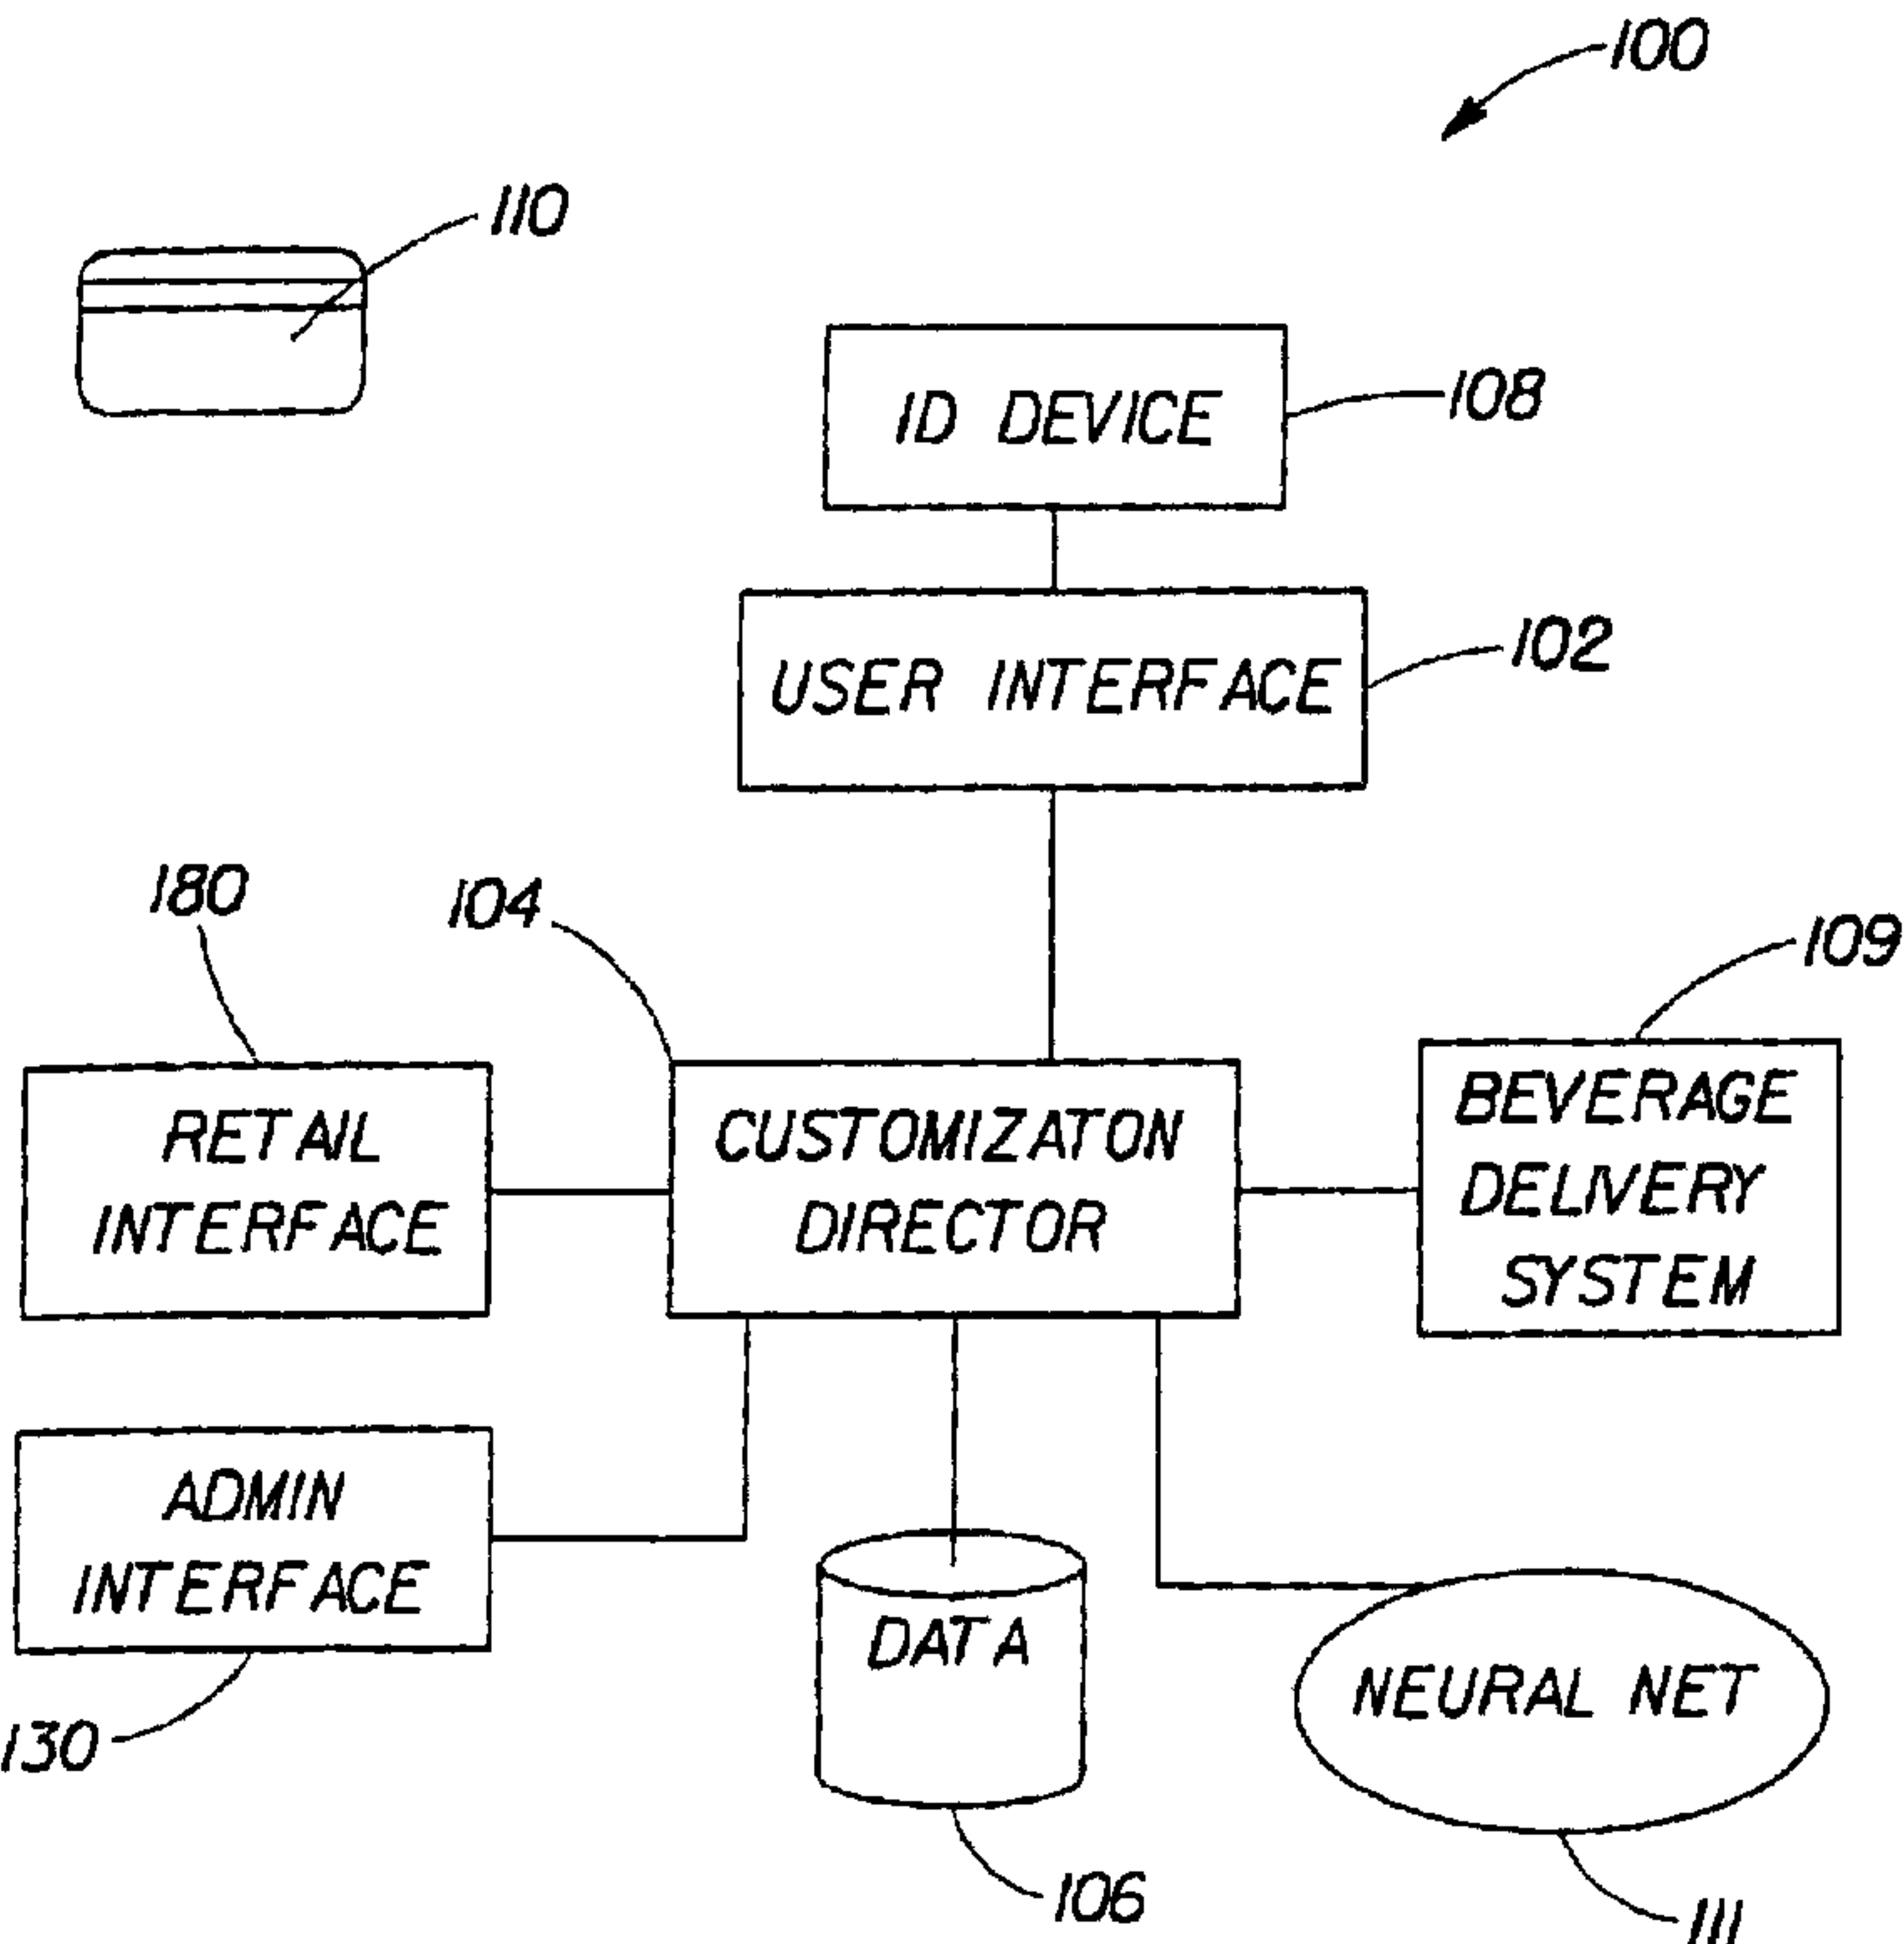 100
110
ID DEVICE
108
USER INTERFACE
102
180
104
109
RETAIL
INTERFACE
CUSTOMIZATON
DIRECTOR
BEVERAGE
DELIVERY
SYSTEM
ADMIN
INTERFACE
130
DATA
106
NEURAL NET
111